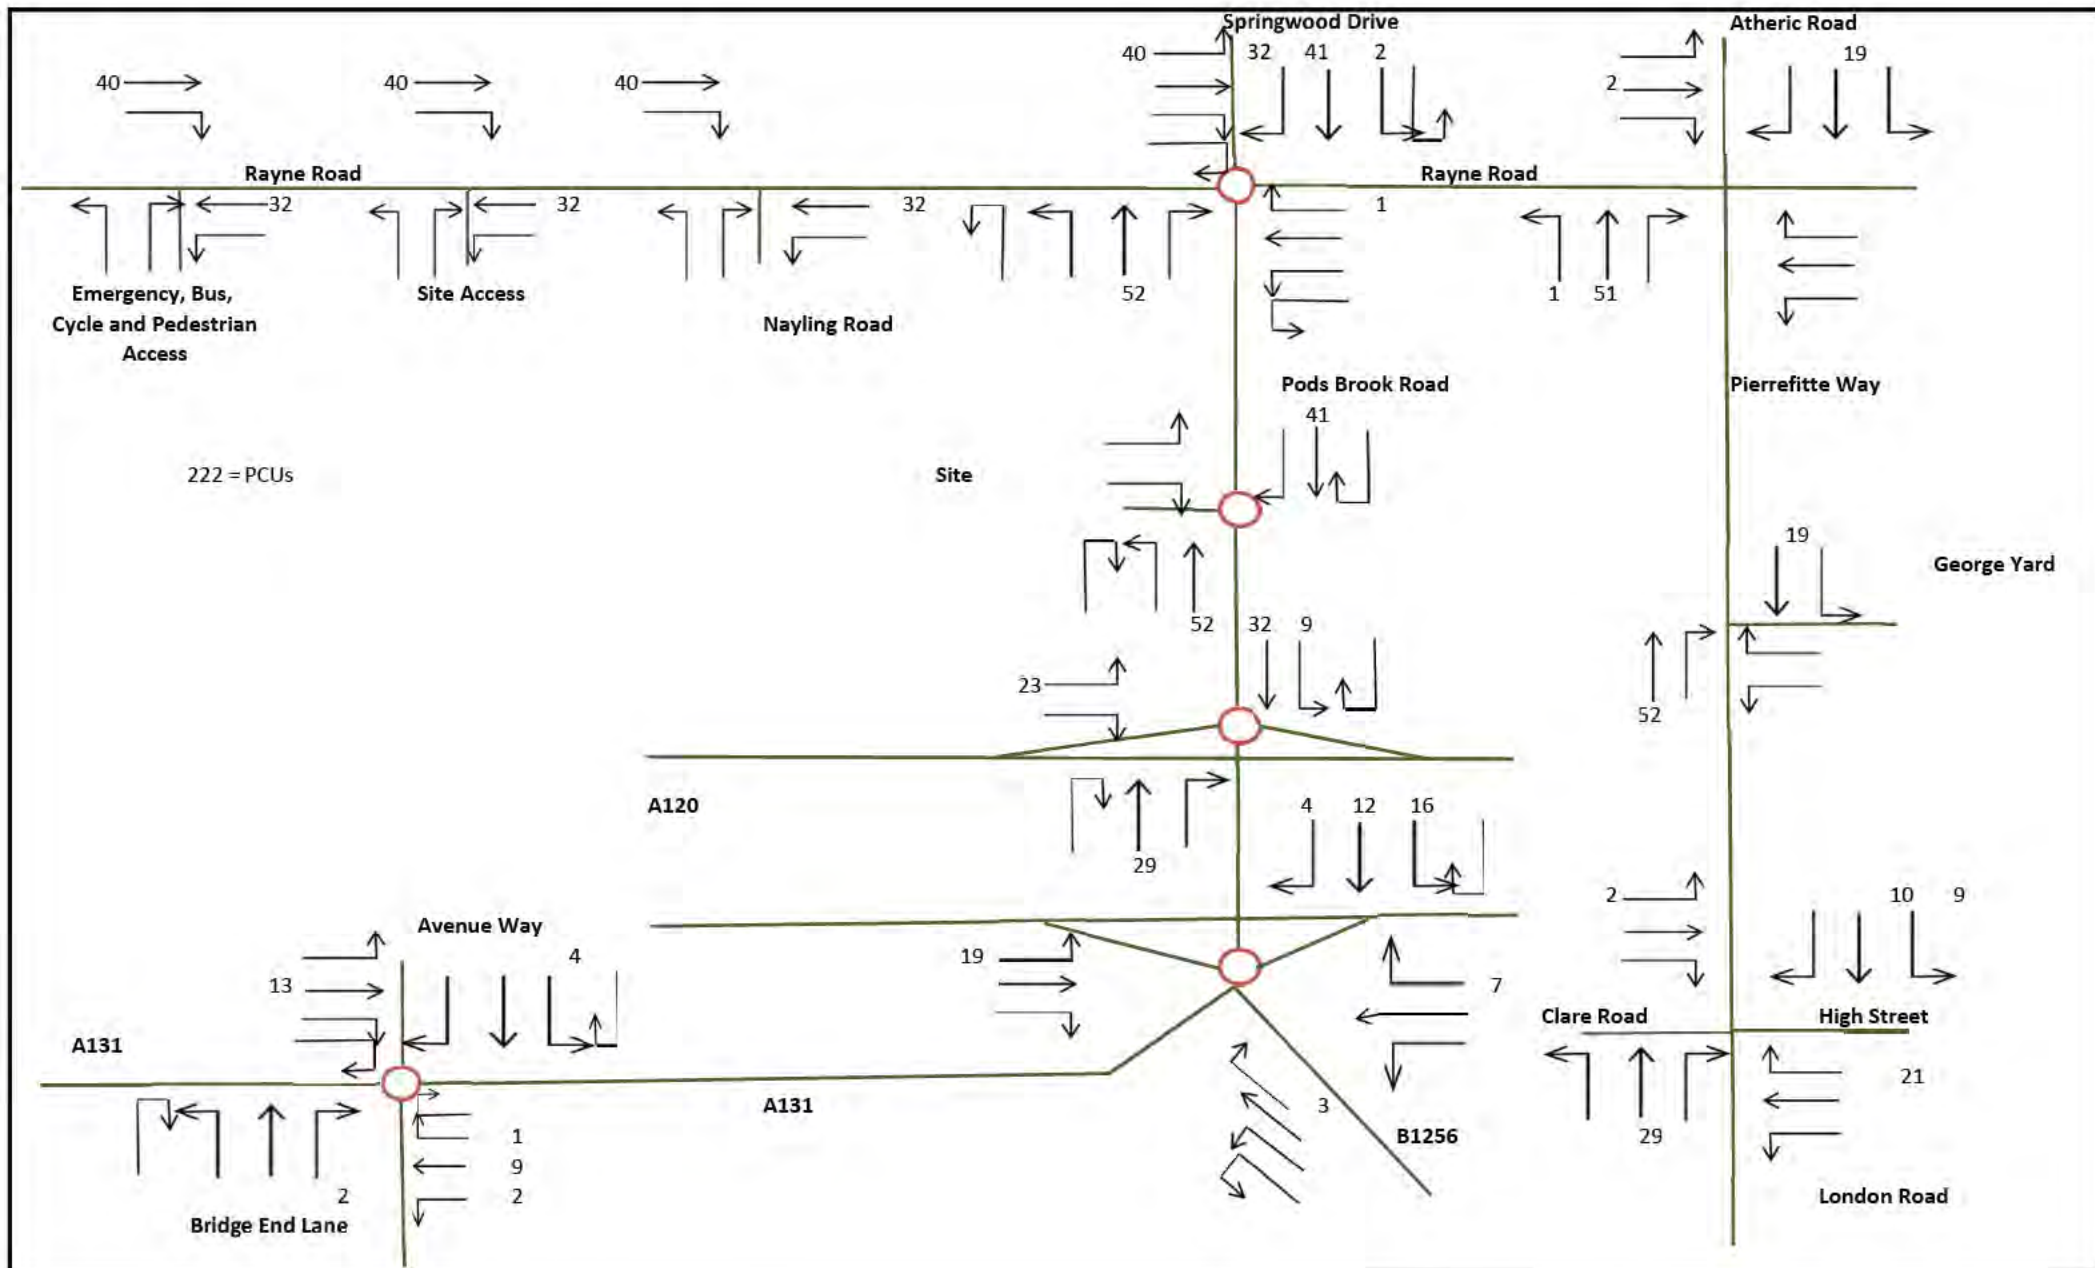 Springwood Drive
Atheric Road
40
32
41
2
19
40
40
40
2
Rayne Road
Rayne Road
32
32
32
1
52
1
51
Emergency, Bus,
Cycle and Pedestrian
Access
Site Access
Nayling Road
Pods Brook Road
Pierrefitte Way
41
222 = PCUs
Site
19
George Yard
52
32
9
23
52
A120
4
12
16
29
2
10
9
Avenue Way
4
19
13
7
Clare Road
High Street
A131
21
A131
3
B1256
29
1
9
2
2
London Road
Bridge End Lane